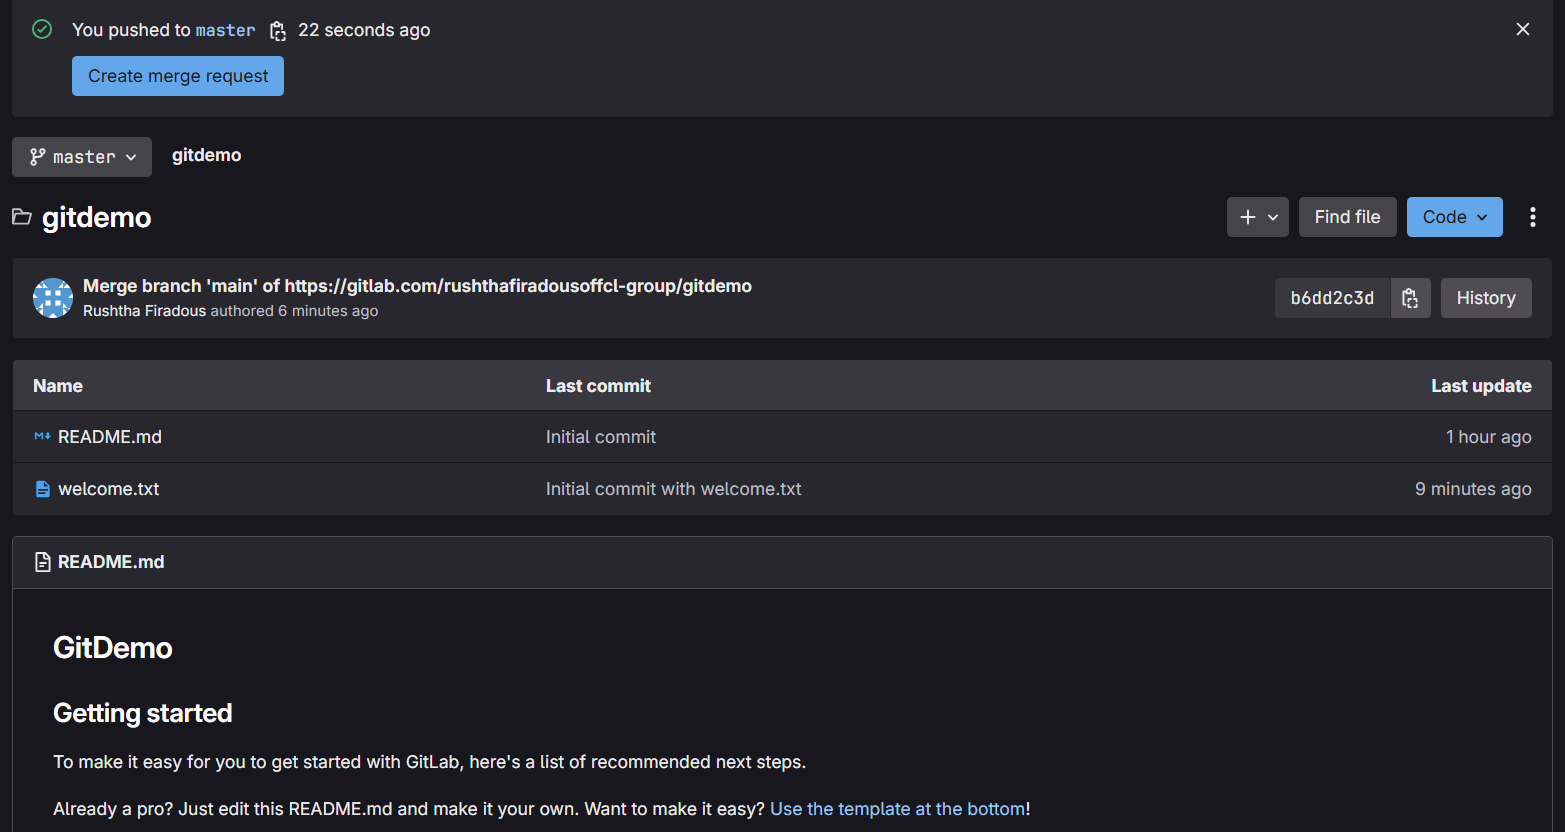 You pushed to master 22 seconds ago
Create merge request
master gitdemo
gitdemo
Find file Code
Merge branch 'main' of https://gitlab.com/rushthafiradousoffcl-group/gitdemo
Rushtha Firadous authored 6 minutes ago
b6dd2c3d History
Name Last commit Last update
README.md Initial commit 1 hour ago
welcome.txt Initial commit with welcome.txt 9 minutes ago
README.md
GitDemo
Getting started
To make it easy for you to get started with GitLab, here's a list of recommended next steps.
Already a pro? Just edit this README.md and make it your own. Want to make it easy? Use the template at the bottom!